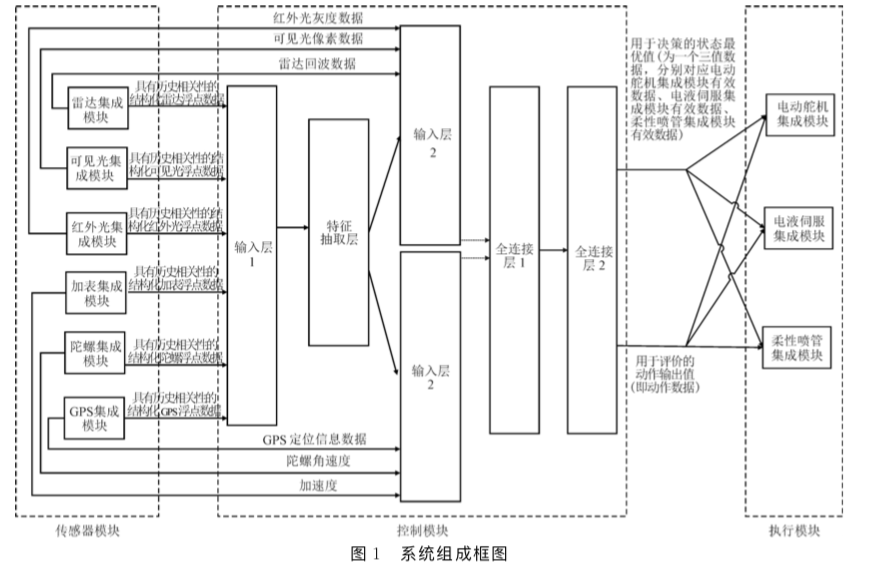 红外光灰度数据
可见光像素数据
雷达回波数据
雷达集成
模块
具有历史相关性的
结构化雷达浮点数据
可见光集
成模块
具有历史相关性的结
构化可见光浮点数据
红外光集
成模块
具有历史相关性的结
构化红外光浮点数据
加表集成
模块
具有历史相关性的
结构化加表浮点数据
陀螺集成
模块
具有历史相关性的
结构化陀螺浮点数据
GPS集成
模块
具有历史相关性的
结构化GPS浮点数据
输入层
1
特征
抽取层
输入层
2
输入层
2
全连接
层 1
全连接
层 2
GPS 定位信息数据
陀螺角速度
加速度
用于决策的状态最
优值(为一个三值数
据，分别对应电动
舵机集成模块有效
数据、电液伺服集
成模块有效数据、
柔性喷管集成模块
有效数据)
用于评价的
动作输出值
(即动作数据)
电动舵机
集成模块
电液伺服
集成模块
柔性喷管
集成模块
传感器模块
控制模块
执行模块
图 1 系统组成框图